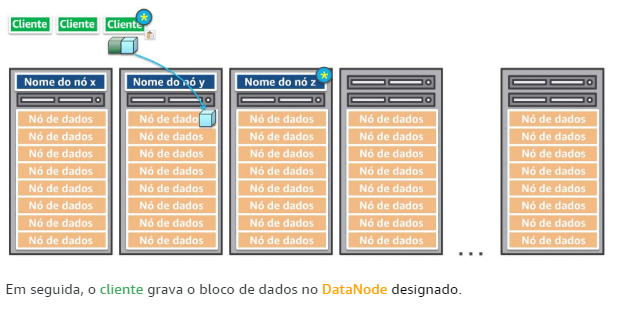 Cliente Cliente Cliente
Nome do nó x Nome do nó y Nome do nó z
Nó de dados Nó de dados Nó de dados Nó de dados Nó de dados
Nó de dados Nó de dados Nó de dados Nó de dados Nó de dados
Nó de dados Nó de dados Nó de dados Nó de dados Nó de dados
Nó de dados Nó de dados Nó de dados Nó de dados Nó de dados
Nó de dados Nó de dados Nó de dados Nó de dados Nó de dados
Nó de dados Nó de dados Nó de dados Nó de dados Nó de dados
Nó de dados Nó de dados Nó de dados Nó de dados Nó de dados
Nó de dados Nó de dados Nó de dados Nó de dados Nó de dados
...
Em seguida, o cliente grava o bloco de dados no DataNode designado.